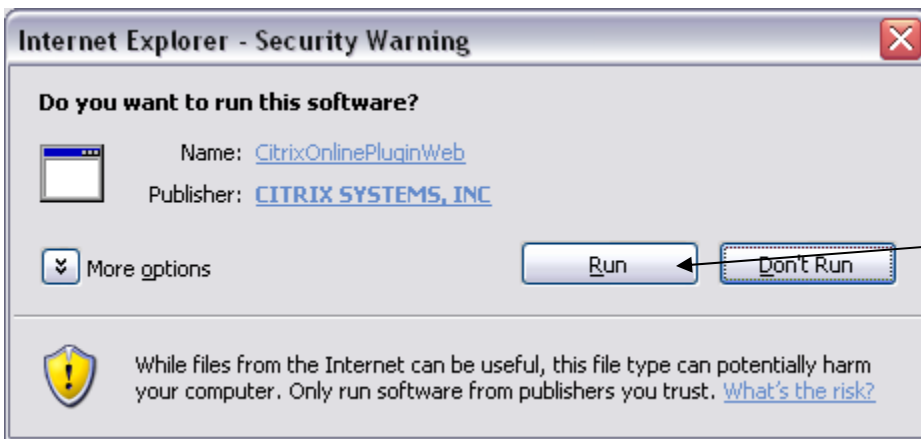 Internet Explorer - Security Warning
Do you want to run this software?
Name: CitrixOnlinePluginWeb
Publisher: CITRIX SYSTEMS, INC
More options
Run
Don't Run
While files from the Internet can be useful, this file type can potentially harm
your computer. Only run software from publishers you trust. What's the risk?